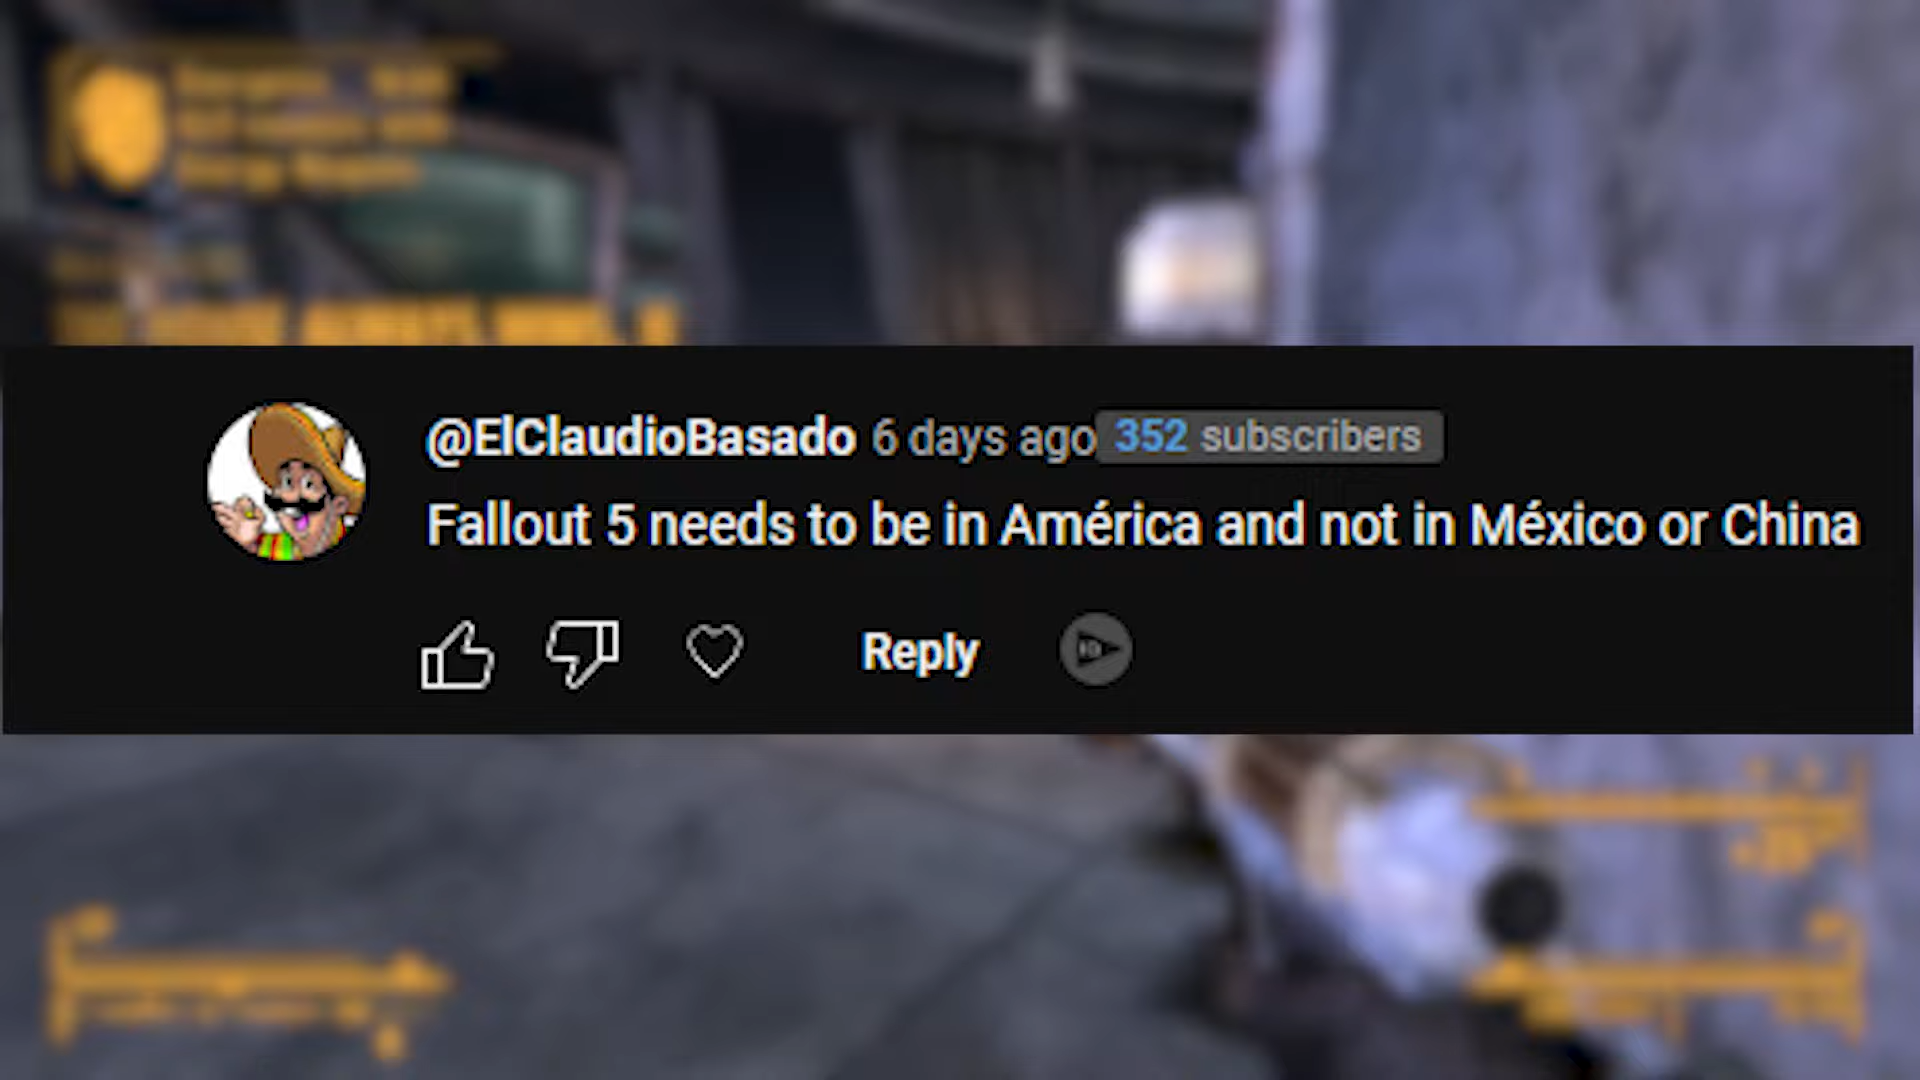 @ElClaudioBasado 6 days ago 352 subscribers
Fallout 5 needs to be in América and not in México or China
Reply